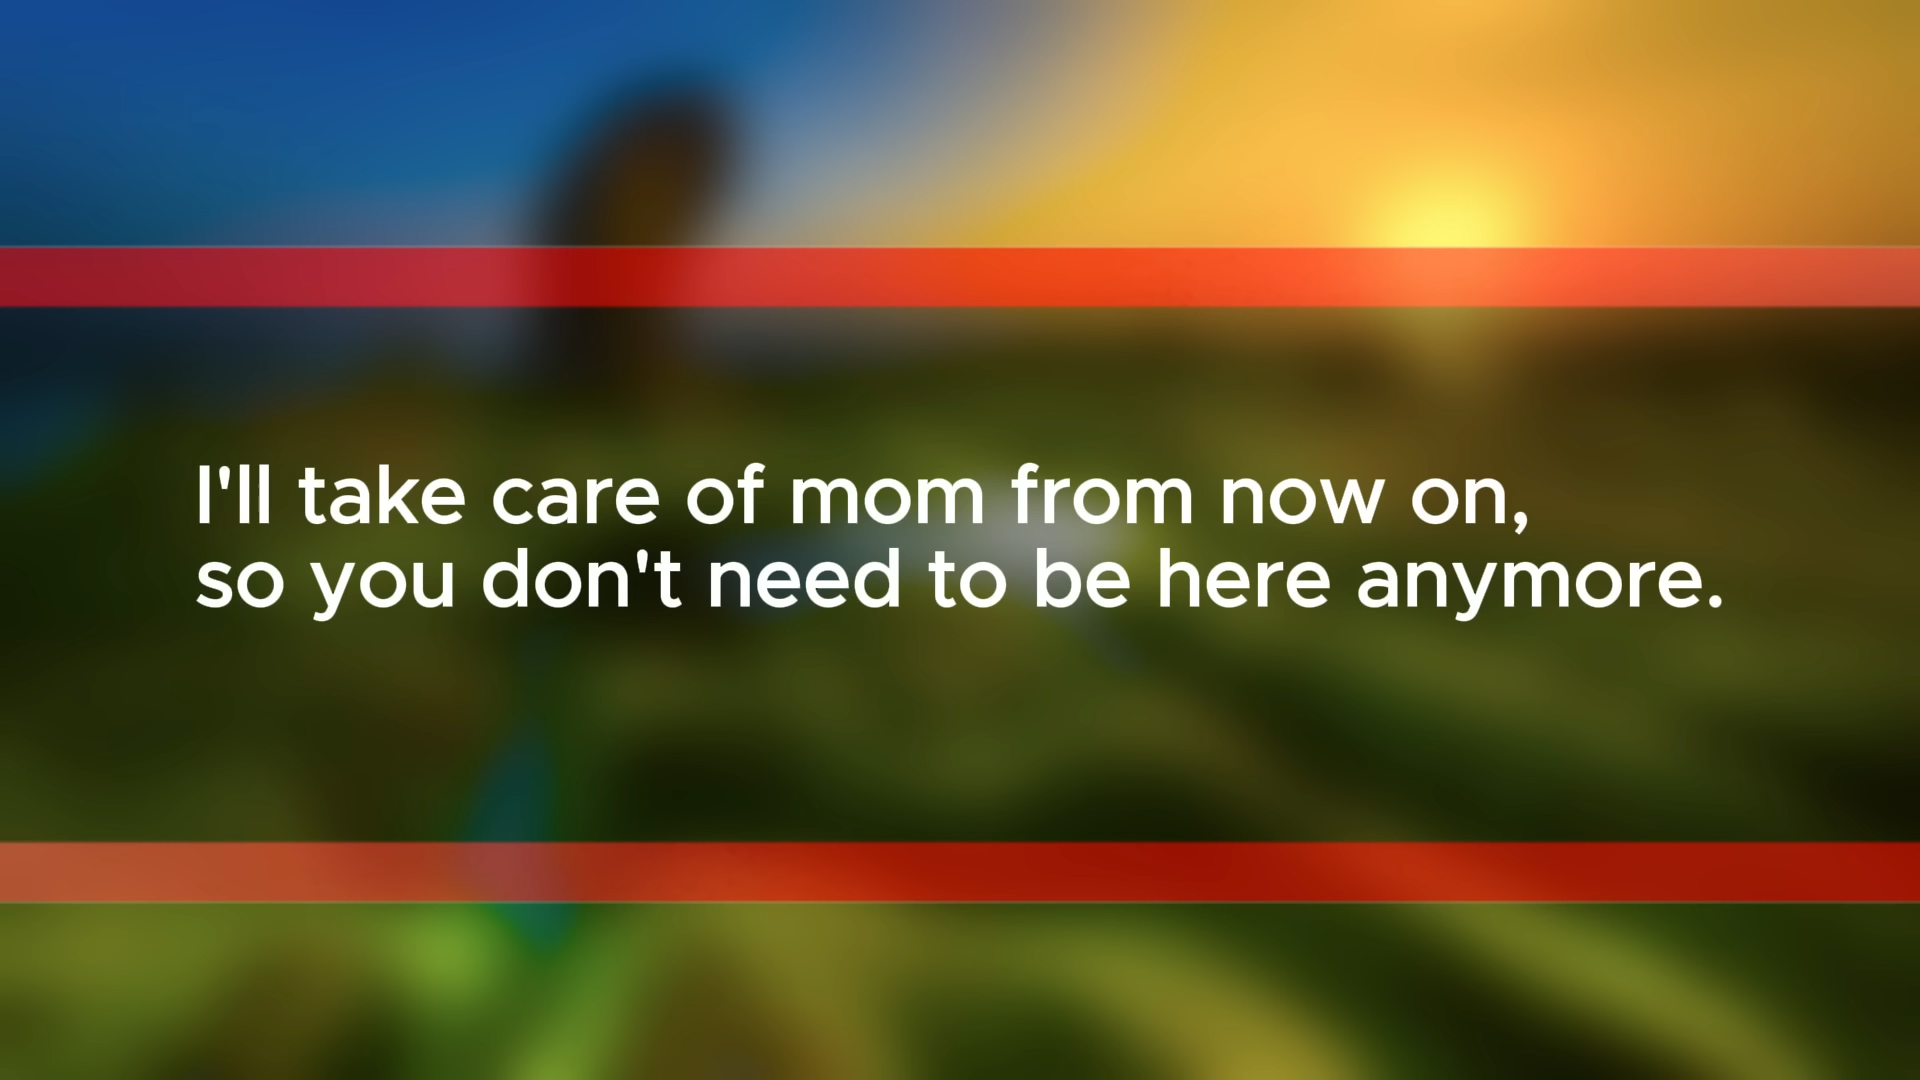 I'll take care of mom from now on,
so you don't need to be here anymore.